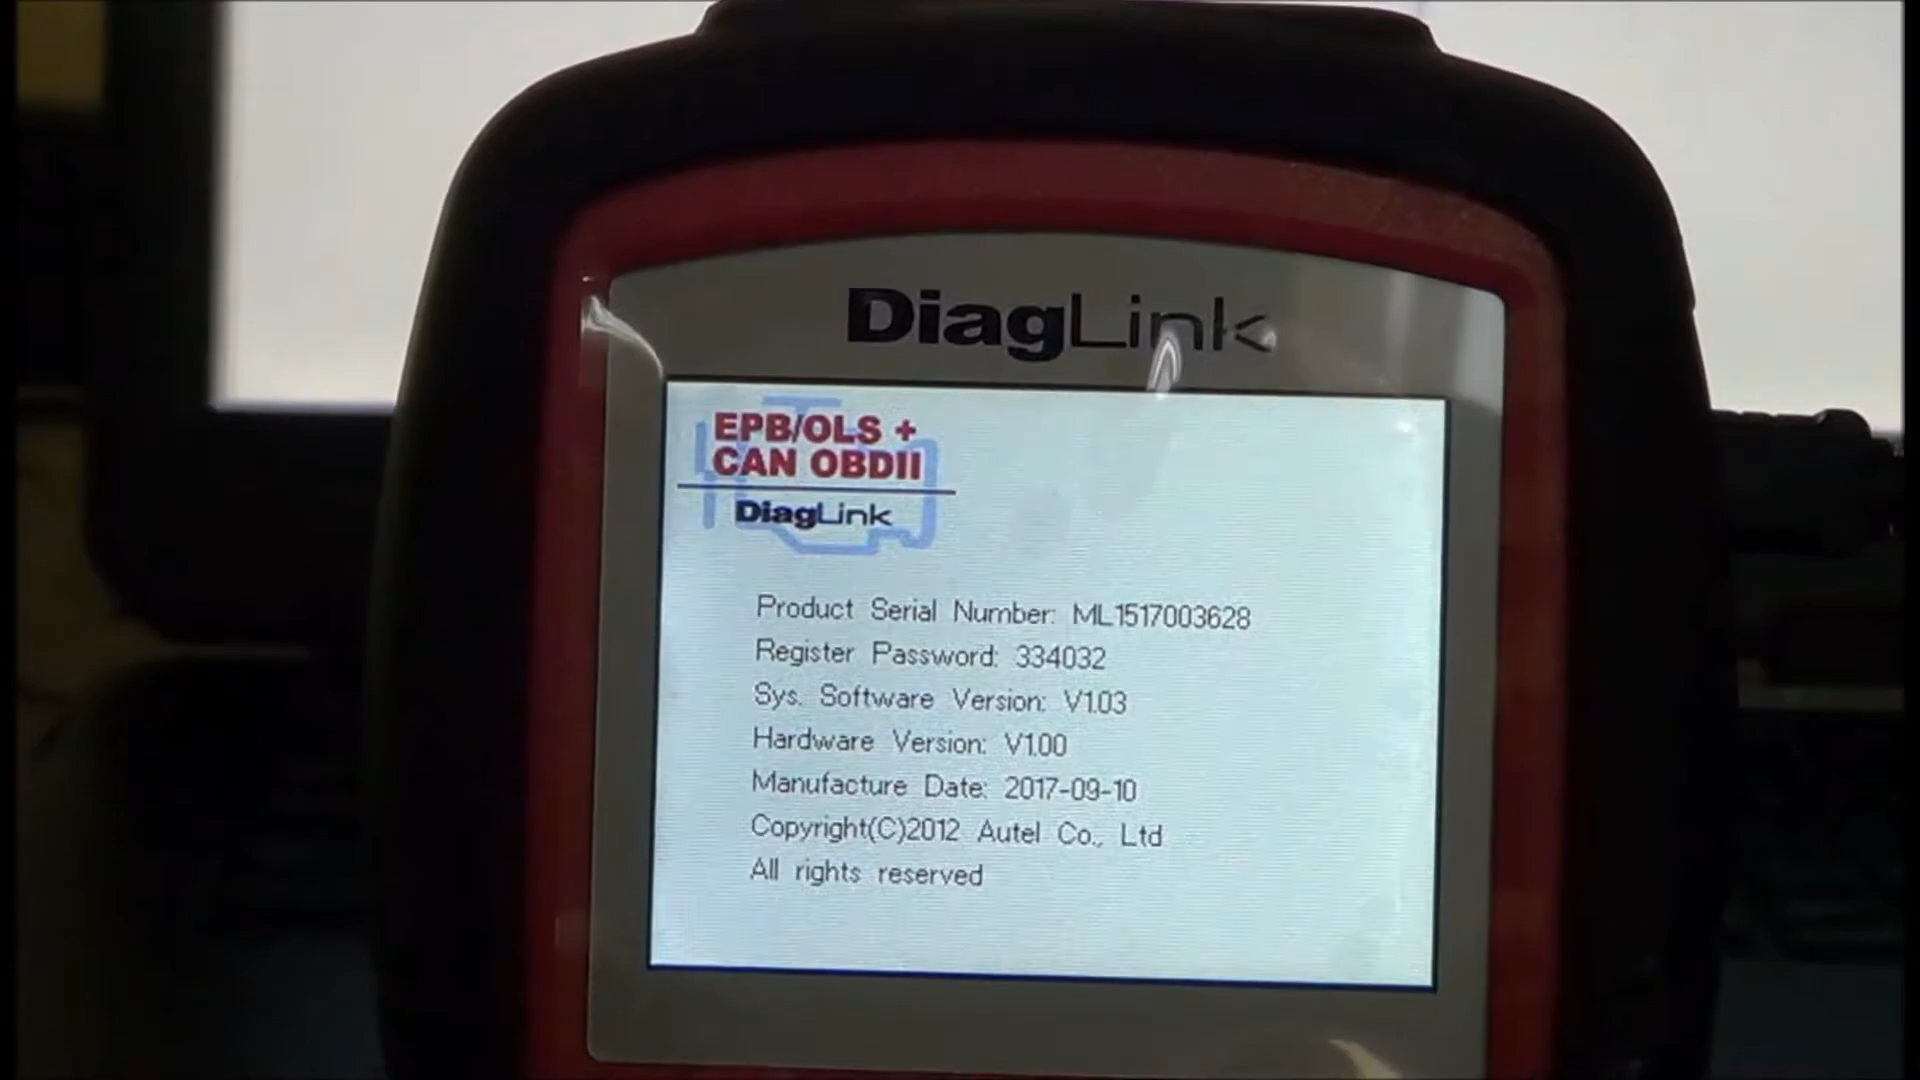 DiagLink
EPB/OLS +
CAN OBDII
DiagLink
Product Serial Number: ML1517003628
Register Password: 334032
Sys. Software Version: V1.03
Hardware Version: V1.00
Manufacture Date: 2017-09-10
Copyright(C)2012 Autel Co., Ltd
All rights reserved